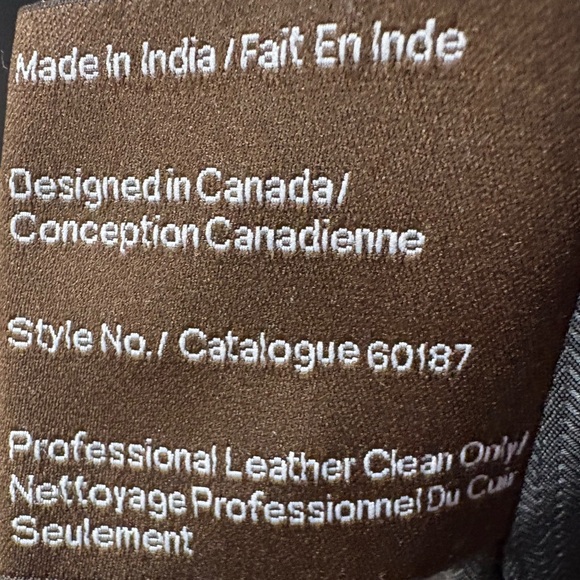 Made In India / Fait En Inde
Designed in Canada/
Conception Canadienne
Style No./ Catalogue 60187
Professional Leather Clean Only/
Nettoyage Professionnel Du Cuir
Seulement